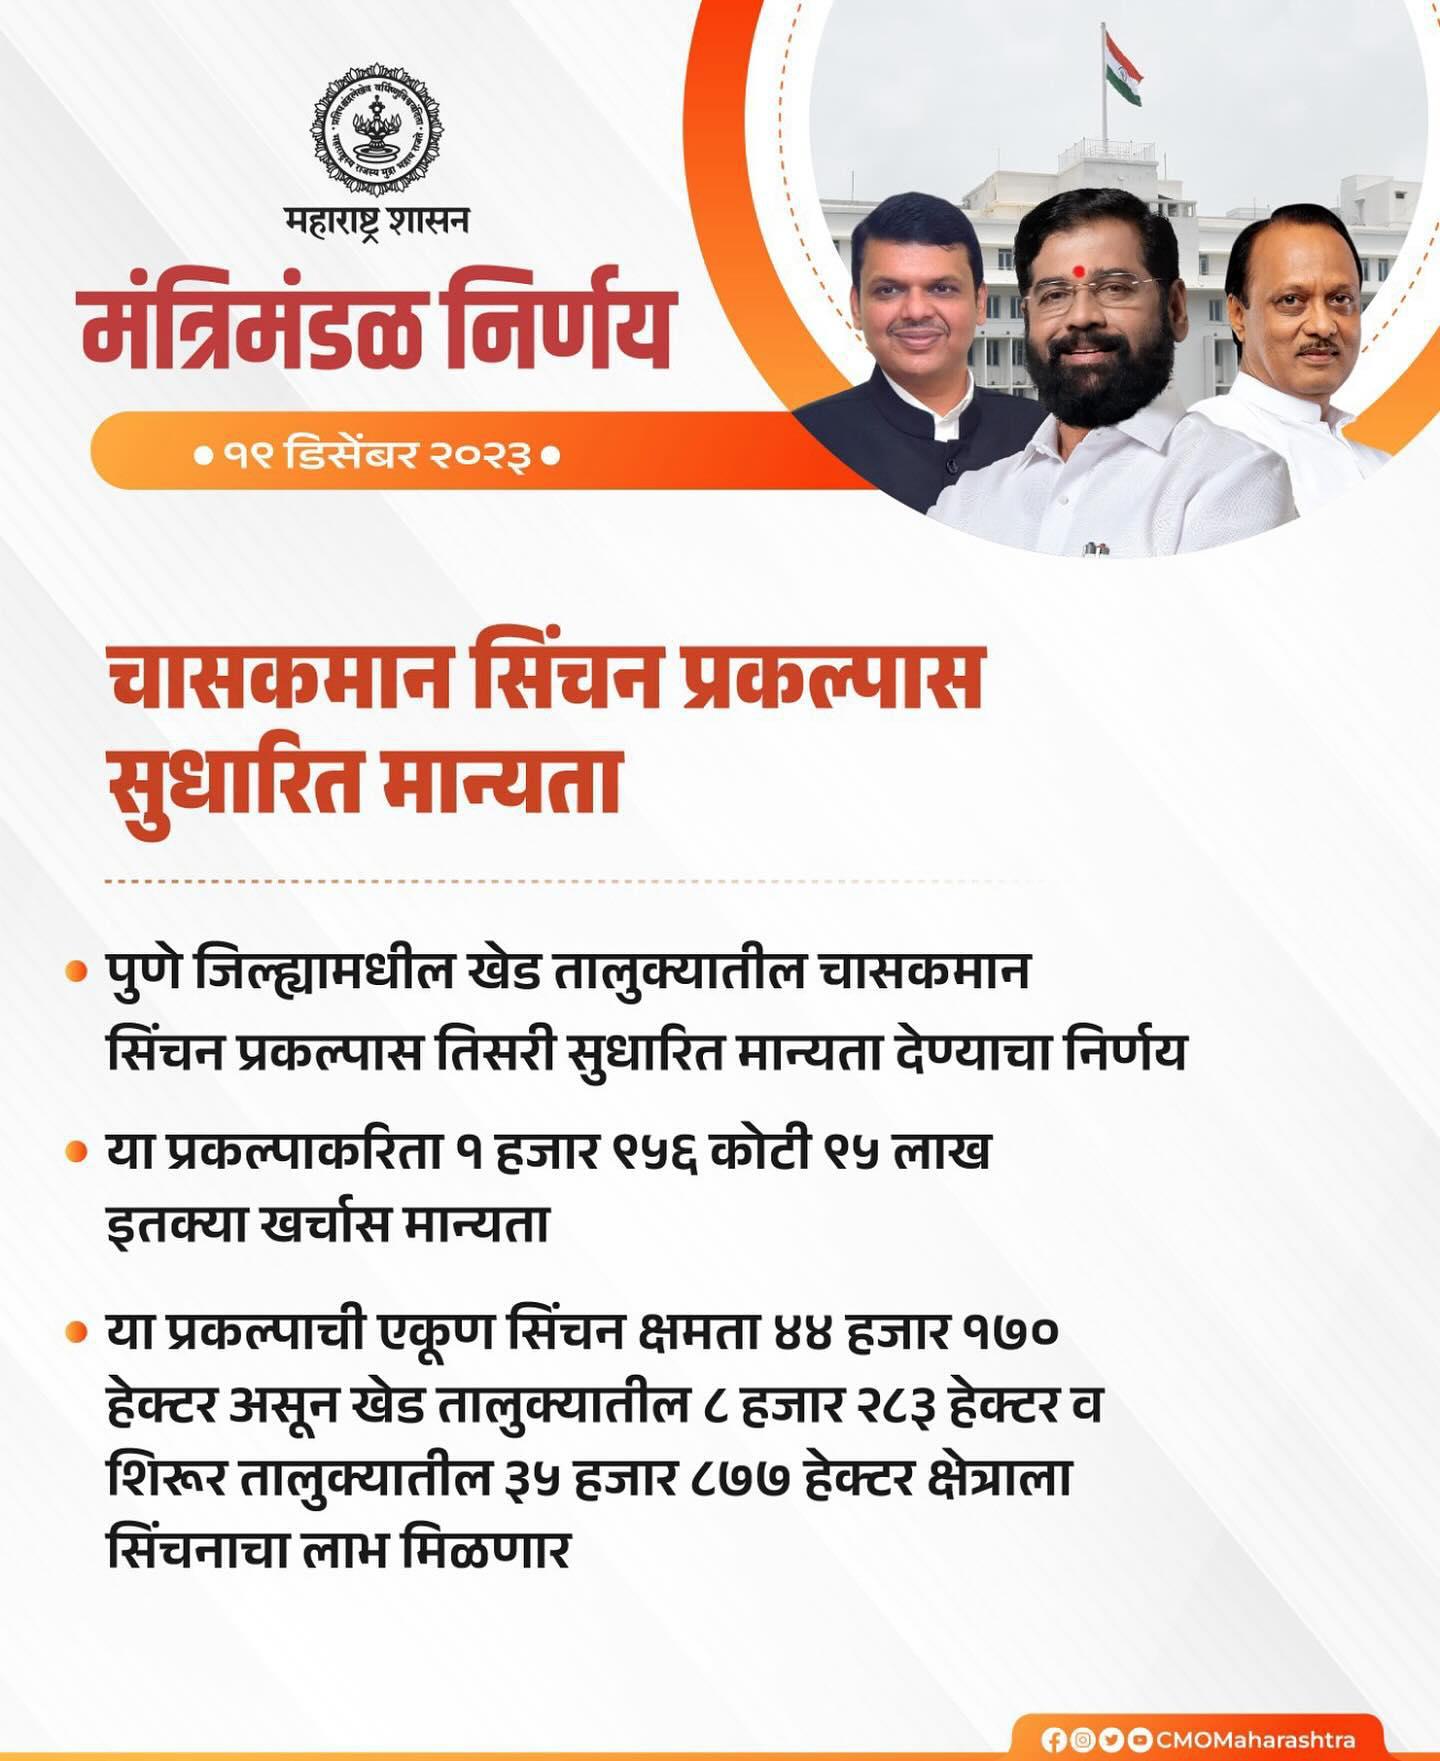 महाराष्ट्र शासन
मंत्रिमंडळ निर्णय
• १९ डिसेंबर २०२३ •
चासकमान सिंचन प्रकल्पास
सुधारित मान्यता
• पुणे जिल्ह्यामधील खेड तालुक्यातील चासकमान
सिंचन प्रकल्पास तिसरी सुधारित मान्यता देण्याचा निर्णय
• या प्रकल्पाकरिता १ हजार ९५६ कोटी ९५ लाख
इतक्या खर्चास मान्यता
• या प्रकल्पाची एकूण सिंचन क्षमता ४४ हजार १७०
हेक्टर असून खेड तालुक्यातील ८ हजार २८३ हेक्टर व
शिरूर तालुक्यातील ३५ हजार ८७७ हेक्टर क्षेत्राला
सिंचनाचा लाभ मिळणार
CMOMaharashtra